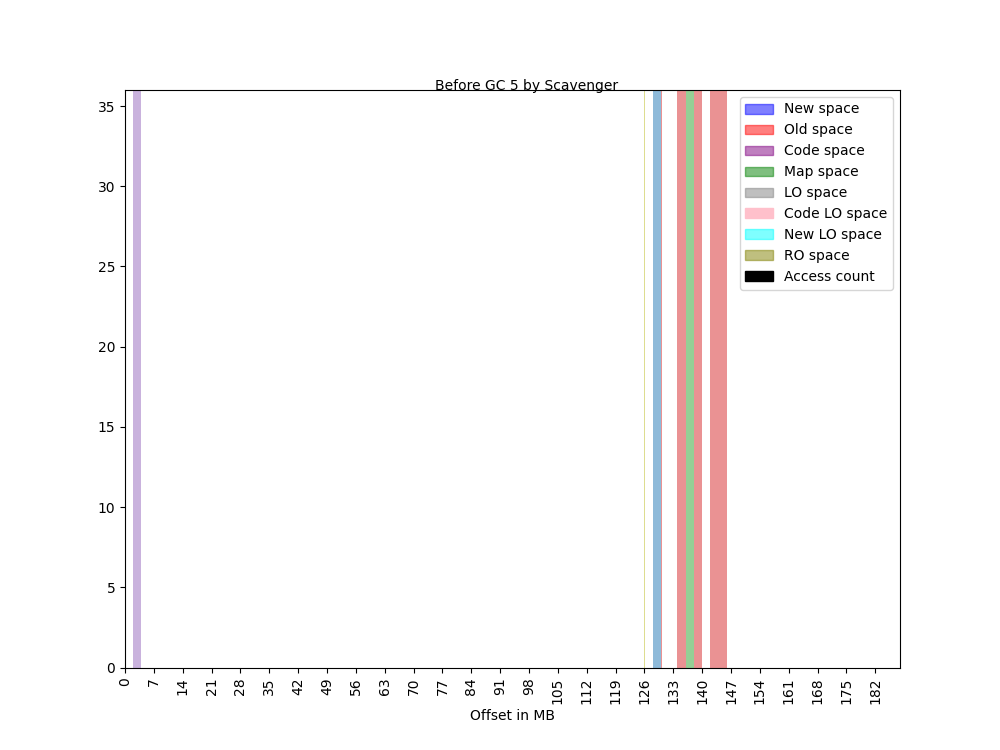 Before GC 5 by Scavenger
35
30
25
20
15
10
5
0
New space
Old space
Code space
Map space
LO space
Code LO space
New LO space
RO space
Access count
0 7 14 21 28 35 42 49 56 63 70 77 84 91 98 105 112 119 126 133 140 147 154 161 168 175 182
Offset in MB